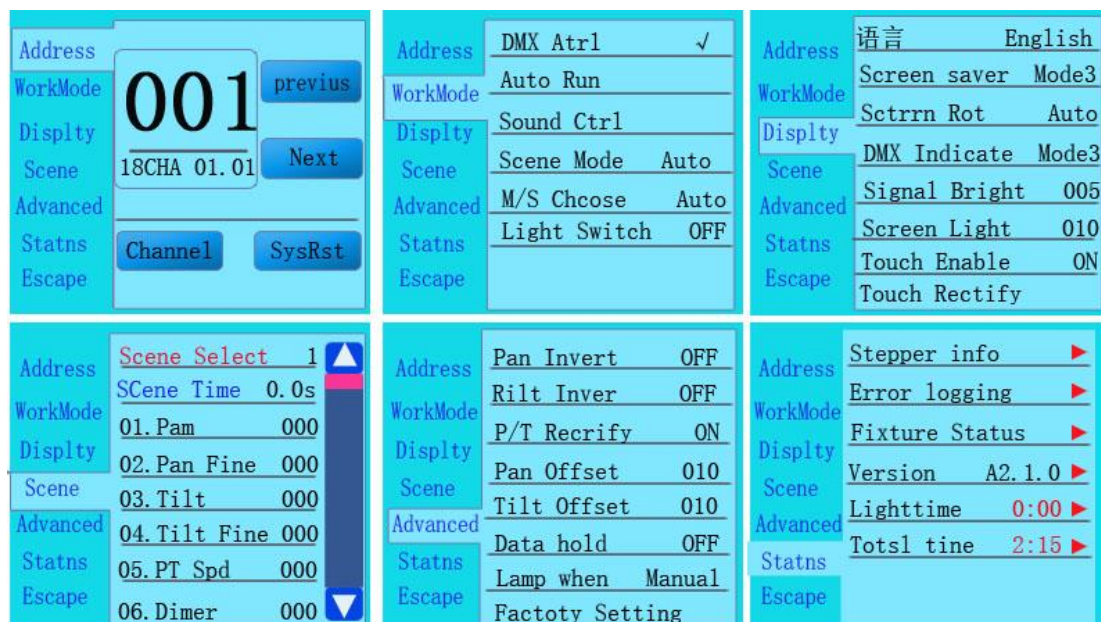 Address
WorkMode
Displty
Scene
Advanced
Statns
Escape
001
18CHA 01.01
previus
Next
Channel
SysRst
Address
WorkMode
Displty
Scene
Advanced
Statns
Escape
DMX Atrl √
Auto Run
Sound Ctrl
Scene Mode Auto
M/S Chcose Auto
Light Switch OFF
Address
WorkMode
Displty
Scene
Advanced
Statns
Escape
语言 English
Screen saver Mode3
Sctrrn Rot Auto
DMX Indicate Mode3
Signal Bright 005
Screen Light 010
Touch Enable ON
Touch Rectify
Address
WorkMode
Displty
Scene
Advanced
Statns
Escape
Scene Select 1
SCene Time 0.0s
01.Pam 000
02.Pan Fine 000
03.Tilt 000
04.Tilt Fine 000
05.PT Spd 000
06.Dimer 000
Address
WorkMode
Displty
Scene
Advanced
Statns
Escape
Pan Invert OFF
Rilt Inver OFF
P/T Recrify ON
Pan Offset 010
Tilt Offset 010
Data hold OFF
Lamp when Manual
Factoty Setting
Address
WorkMode
Displty
Scene
Advanced
Statns
Escape
Stepper info
Error logging
Fixture Status
Version A2.1.0
Lighttime 0:00
Totsl tine 2:15